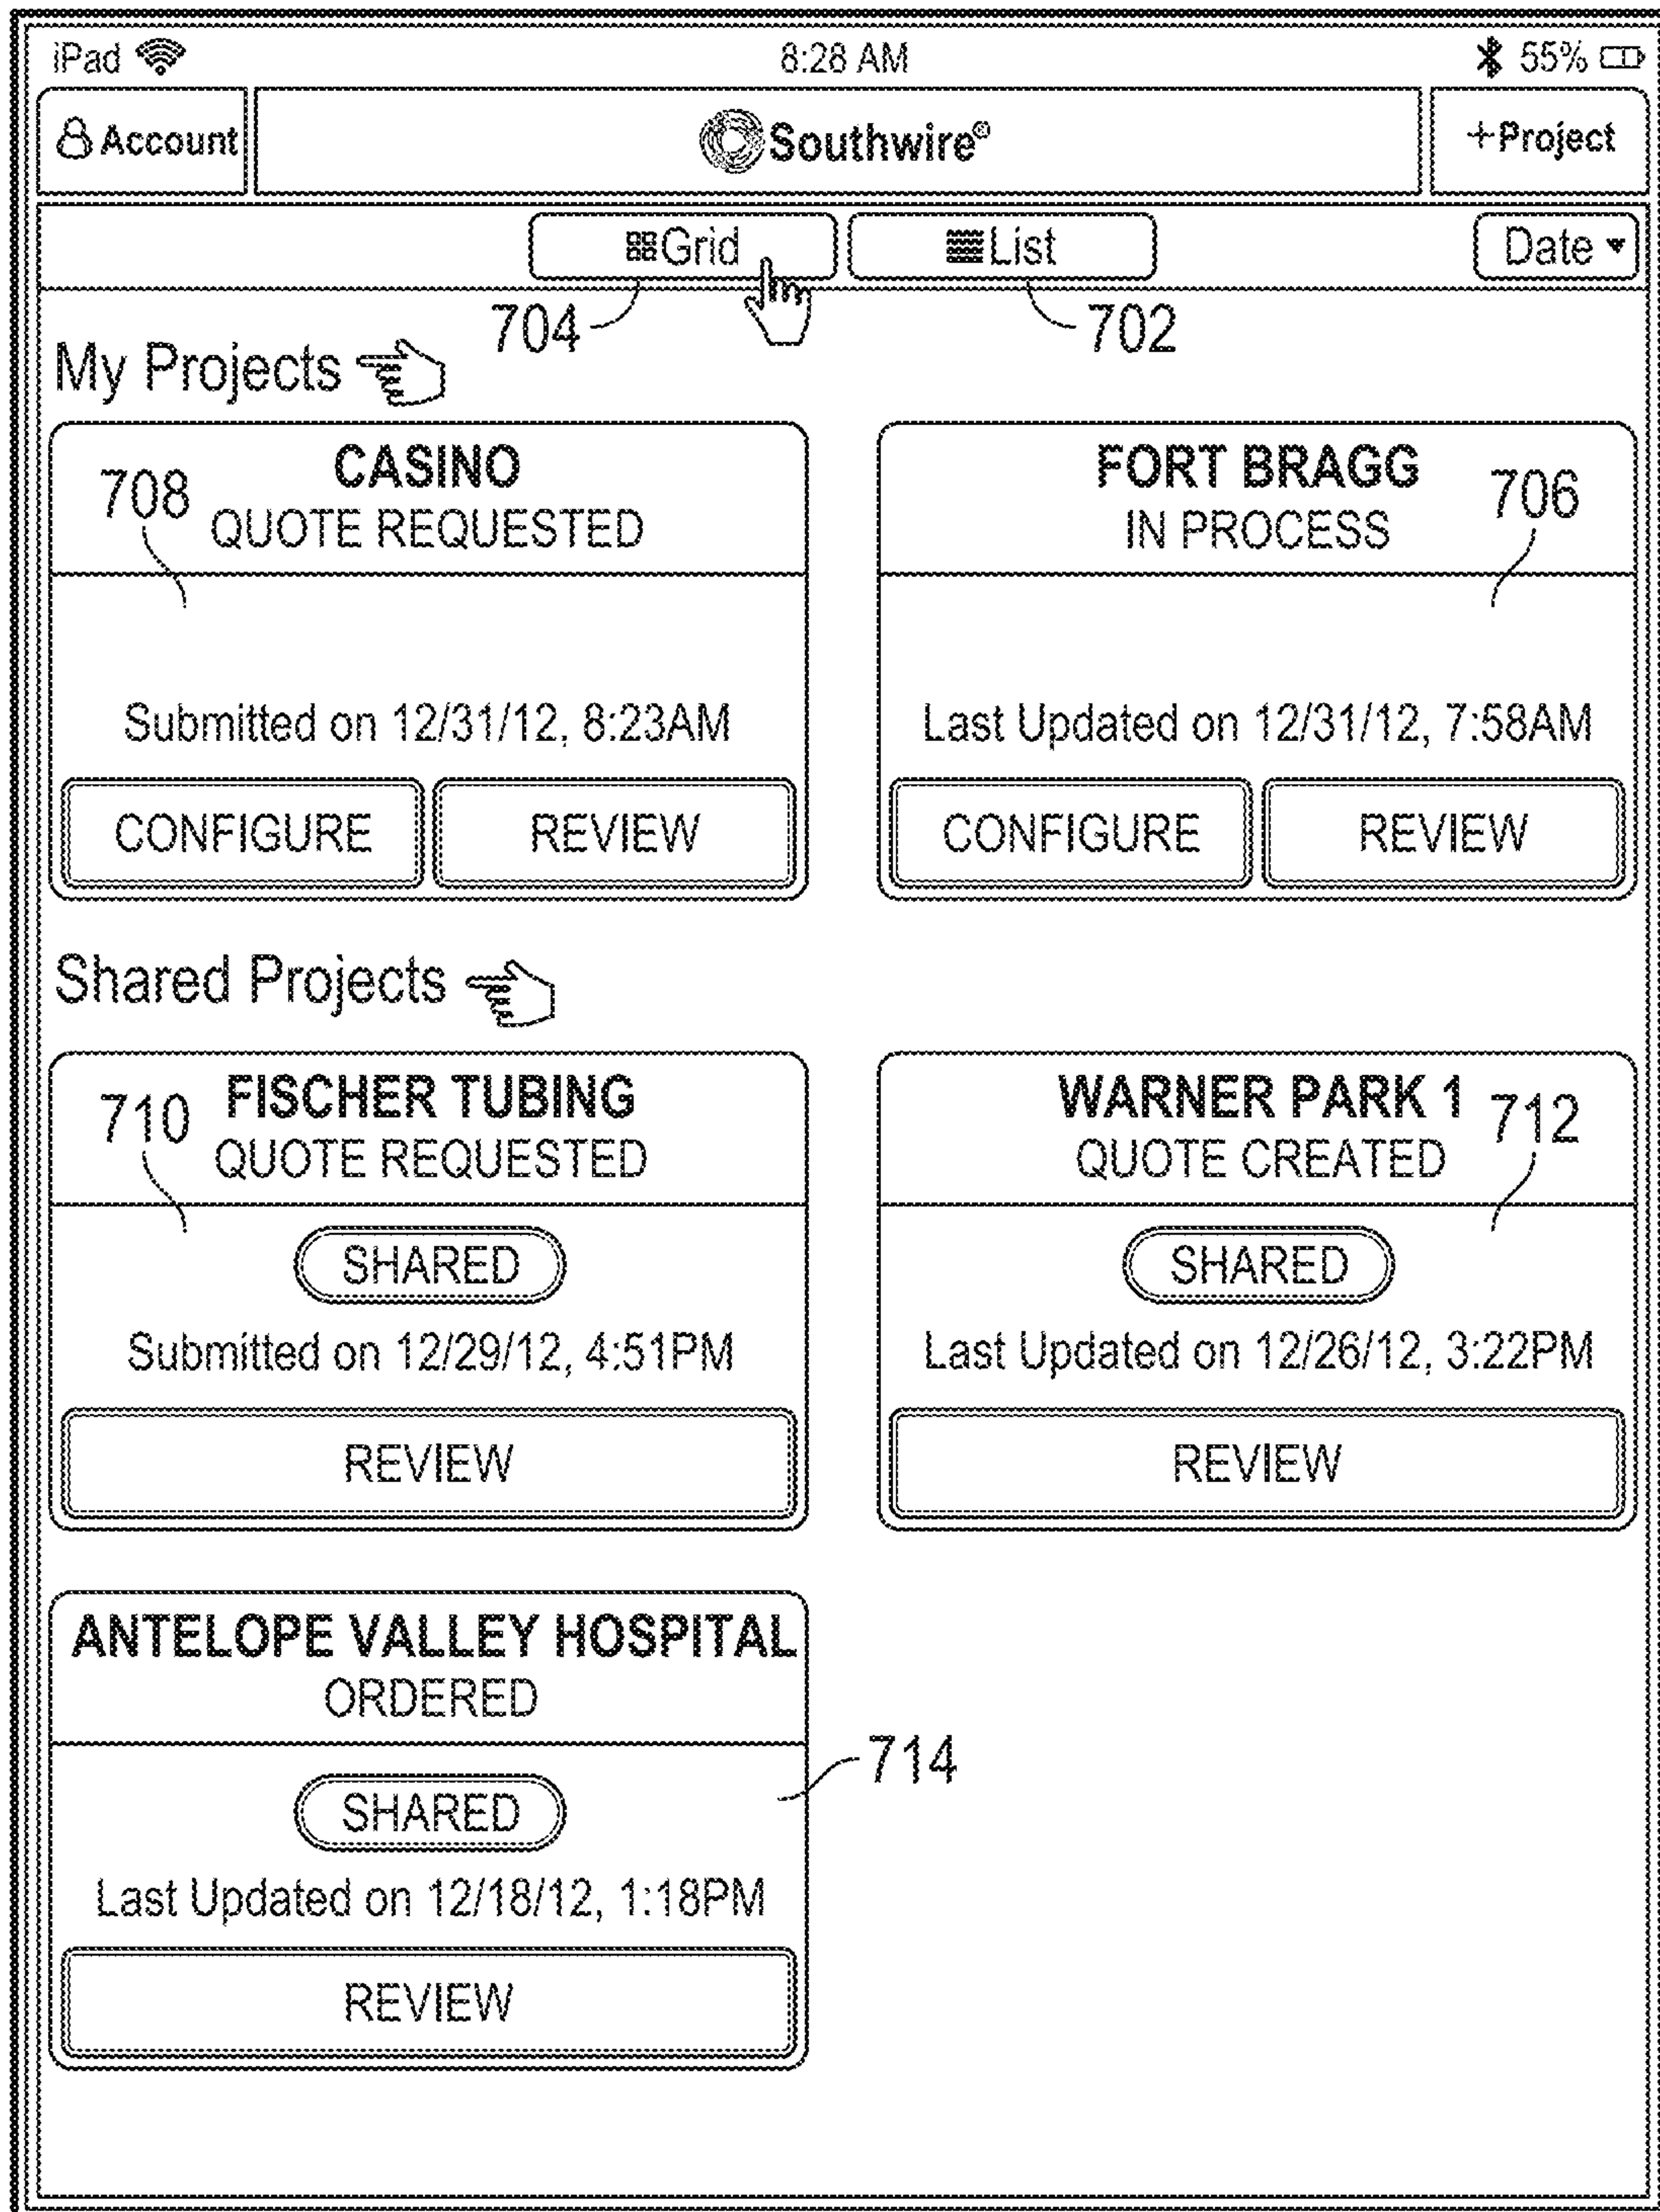 iPad 8:28 AM 55%
Account Southwire® +Project
Grid List Date
704 702
My Projects
708 CASINO
QUOTE REQUESTED
Submitted on 12/31/12, 8:23AM
CONFIGURE REVIEW
FORT BRAGG 706
IN PROCESS
Last Updated on 12/31/12, 7:58AM
CONFIGURE REVIEW
Shared Projects
710 FISCHER TUBING
QUOTE REQUESTED
SHARED
Submitted on 12/29/12, 4:51PM
REVIEW
WARNER PARK 1 712
QUOTE CREATED
SHARED
Last Updated on 12/26/12, 3:22PM
REVIEW
ANTELOPE VALLEY HOSPITAL
ORDERED
714
SHARED
Last Updated on 12/18/12, 1:18PM
REVIEW